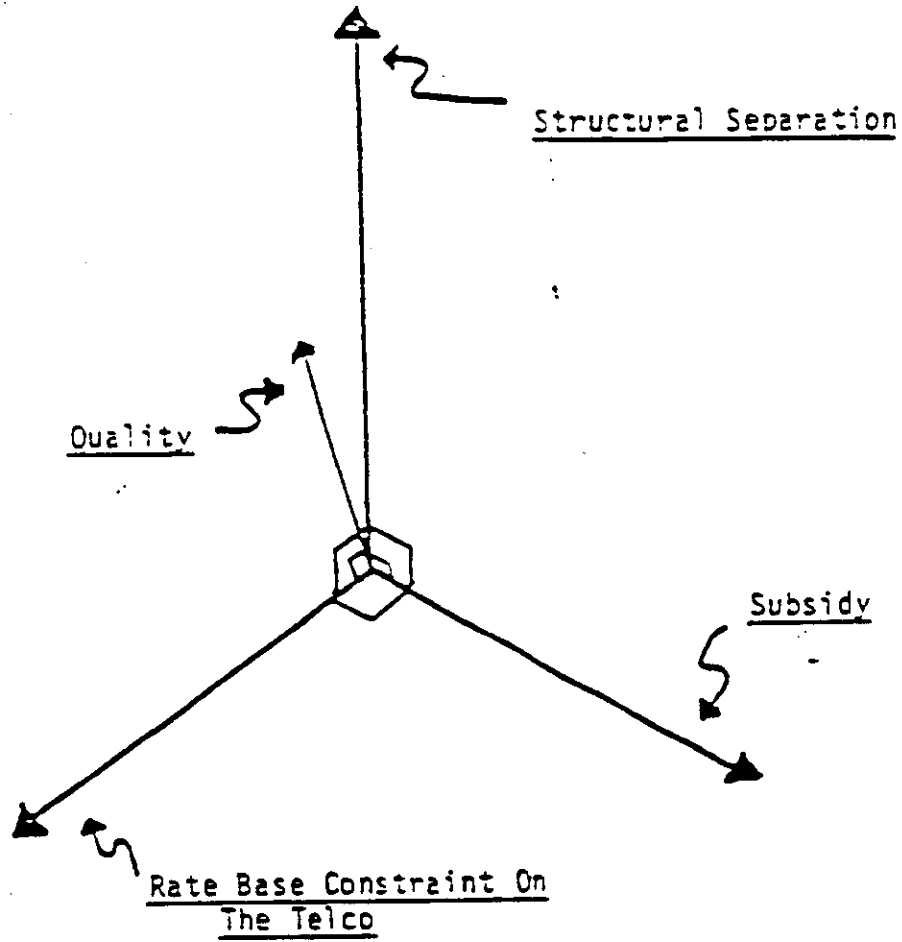 Structural Separation
Quality
Subsidy
Rate Base Constraint On
The Telco